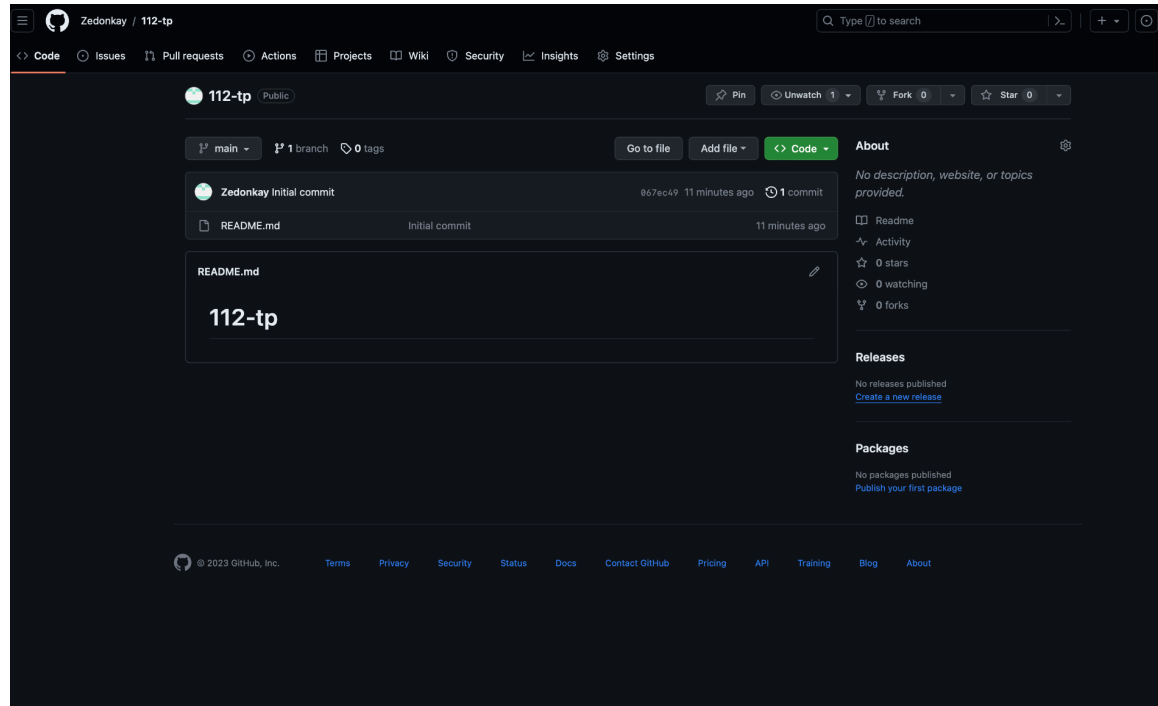 Zedonkay / 112-tp
Type / to search
Code Issues Pull requests Actions Projects Wiki Security Insights Settings
112-tp Public
Pin Unwatch 1 Fork 0 Star 0
main 1 branch 0 tags
Go to file Add file Code
Zedonkay Initial commit 067ec49 11 minutes ago 1 commit
README.md Initial commit 11 minutes ago
README.md
112-tp
About
No description, website, or topics
provided.
Readme
Activity
0 stars
0 watching
0 forks
Releases
No releases published
Create a new release
Packages
No packages published
Publish your first package
© 2023 GitHub, Inc. Terms Privacy Security Status Docs Contact GitHub Pricing API Training Blog About